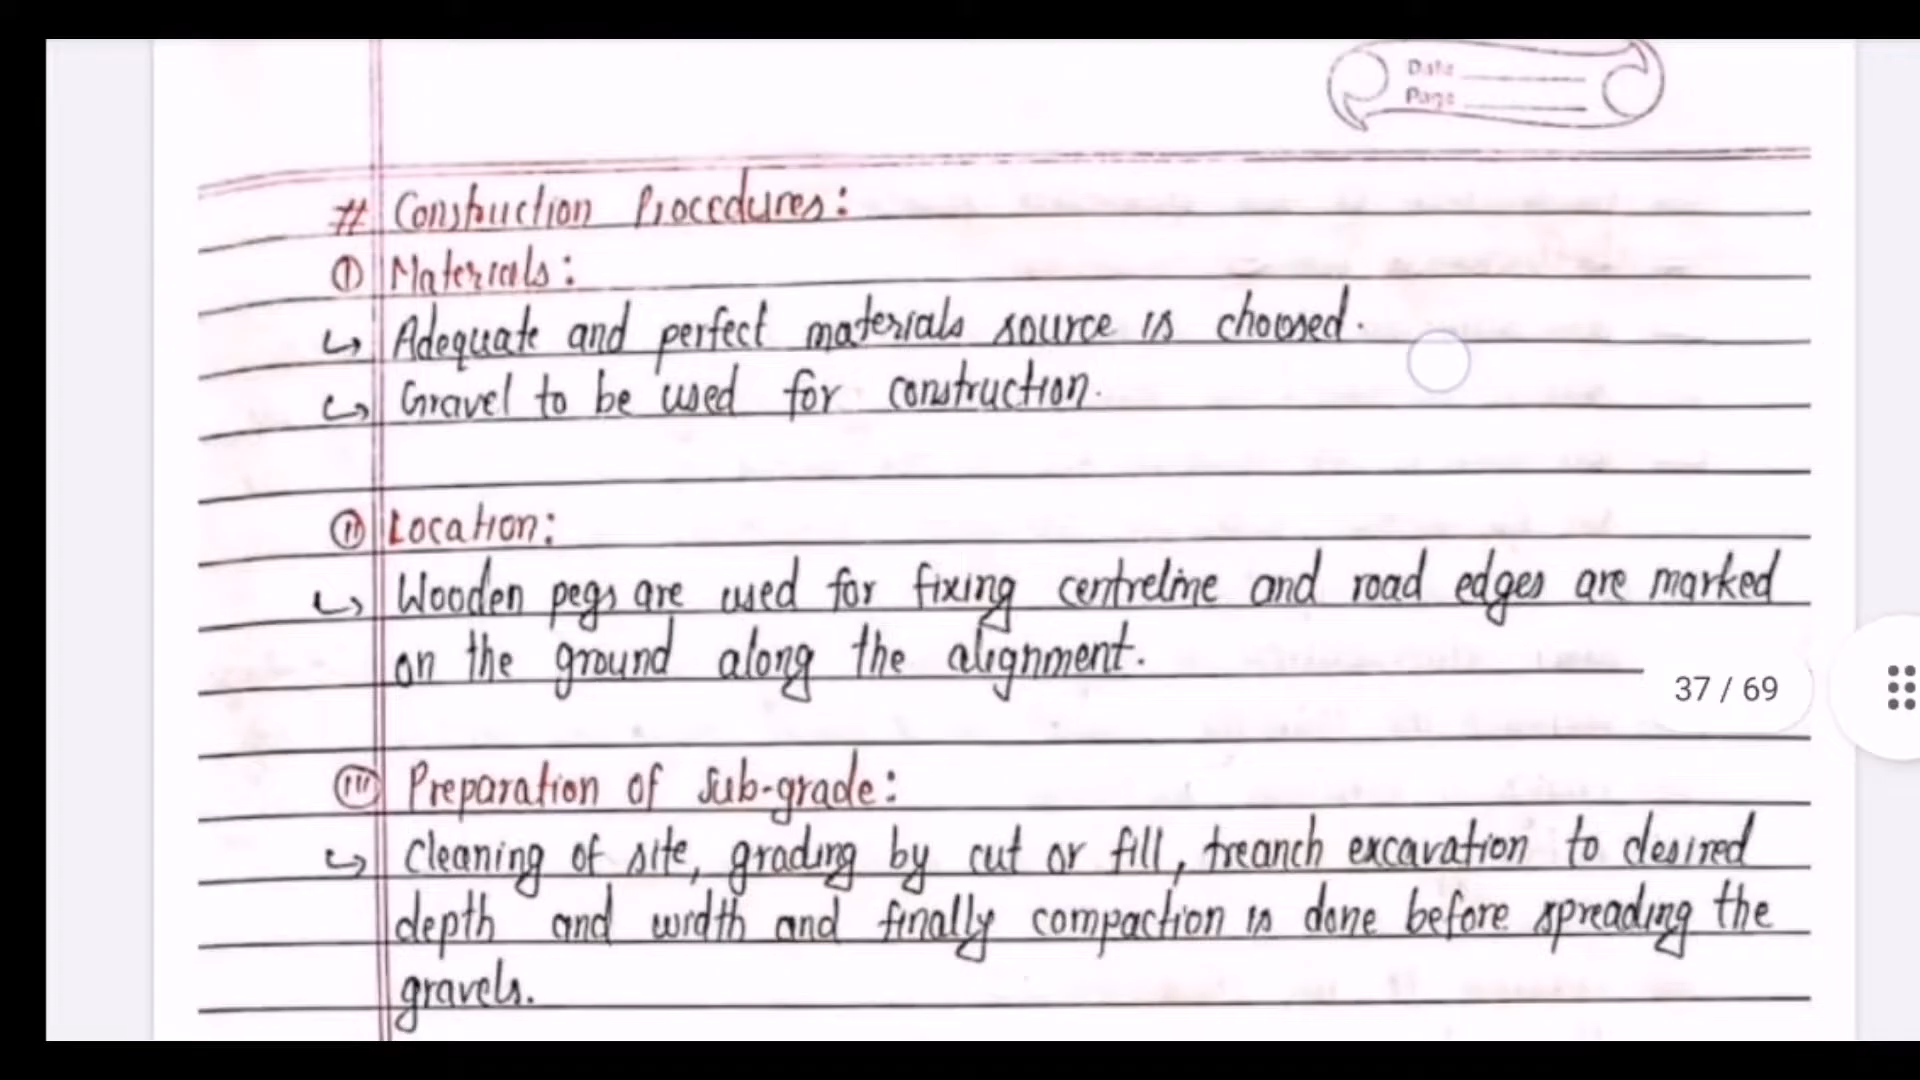 Date
Page
# Construction Procedures:
① Materials:
↳ Adequate and perfect materials source is choosed.
↳ Gravel to be used for construction.
⑪ Location:
↳ Wooden pegs are used for fixing centreline and road edges are marked
on the ground along the alignment.
37 / 69
(iii) Preparation of sub-grade:
↳ Cleaning of site, grading by cut or fill, treanch excavation to desired
depth and width and finally compaction is done before spreading the
gravels.